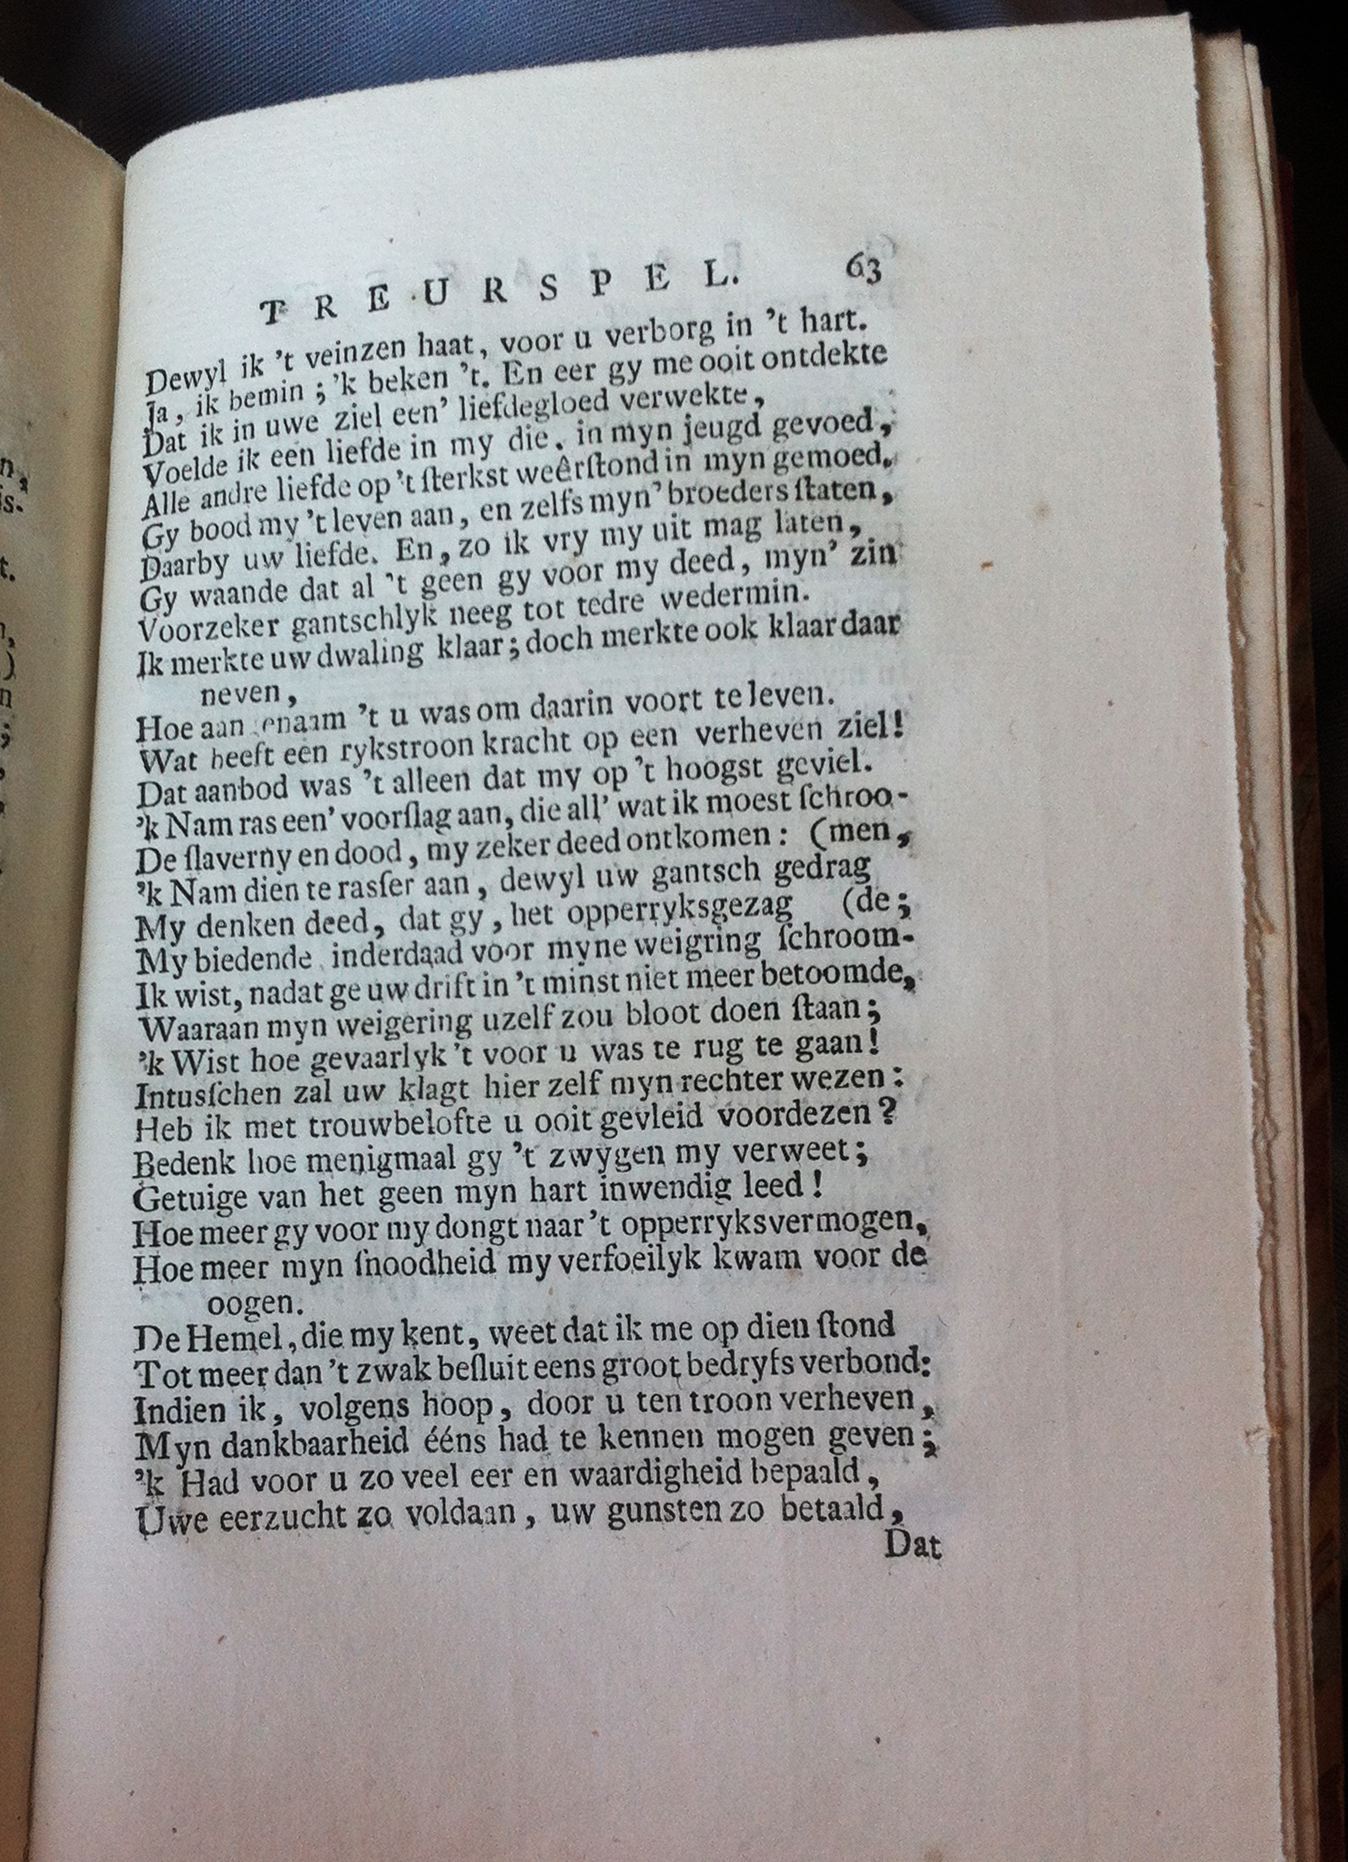 TREURSPEL. 63
Dewyl ik 't veinzen haat, voor u verborg in 't hart.
Ja, ik bemin; 'k beken 't. En eer gy me ooit ontdekte
Dat ik in uwe ziel een' liefdegloed verwekte,
Voelde ik een liefde in my die, in myn jeugd gevoed,
Alle andre liefde op 't ſterkst weêrſtond in myn gemoed.
Gy bood my 't leven aan, en zelfs myn' broeders ſtaten,
Daarby uw liefde. En, zo ik vry my uit mag laten,
Gy waande dat al 't geen gy voor my deed, myn' zin
Voorzeker gantschlyk neeg tot tedre wedermin.
Ik merkte uw dwaling klaar; doch merkte ook klaar daar
neven,
Hoe aangenaam 't u was om daarin voort te leven.
Wat heeft een rykstroon kracht op een verheven ziel!
Dat aanbod was 't alleen dat my op 't hoogst geviel.
'k Nam ras een' voorſlag aan, die all' wat ik moest ſchroo-
De ſlaverny en dood, my zeker deed ontkomen: (men,
'k Nam dien te rasſer aan, dewyl uw gantsch gedrag
My denken deed, dat gy, het opperryksgezag (de;
My biedende inderdaad voor myne weigring ſchroom-
Ik wist, nadat ge uw drift in 't minst niet meer betoomde,
Waaraan myn weigering uzelf zou bloot doen ſtaan;
'k Wist hoe gevaarlyk 't voor u was te rug te gaan!
Intusſchen zal uw klagt hier zelf myn rechter wezen:
Heb ik met trouwbelofte u ooit gevleid voordezen?
Bedenk hoe menigmaal gy 't zwygen my verweet;
Getuige van het geen myn hart inwendig leed!
Hoe meer gy voor my dongt naar 't opperryksvermogen,
Hoe meer myn ſnoodheid my verfoeilyk kwam voor de
oogen.
De Hemel, die my kent, weet dat ik me op dien ſtond
Tot meer dan 't zwak beſluit eens groot bedryfs verbond:
Indien ik, volgens hoop, door u ten troon verheven,
Myn dankbaarheid ééns had te kennen mogen geven;
'k Had voor u zo veel eer en waardigheid bepaald,
Uwe eerzucht zo voldaan, uw gunsten zo betaald,
Dat